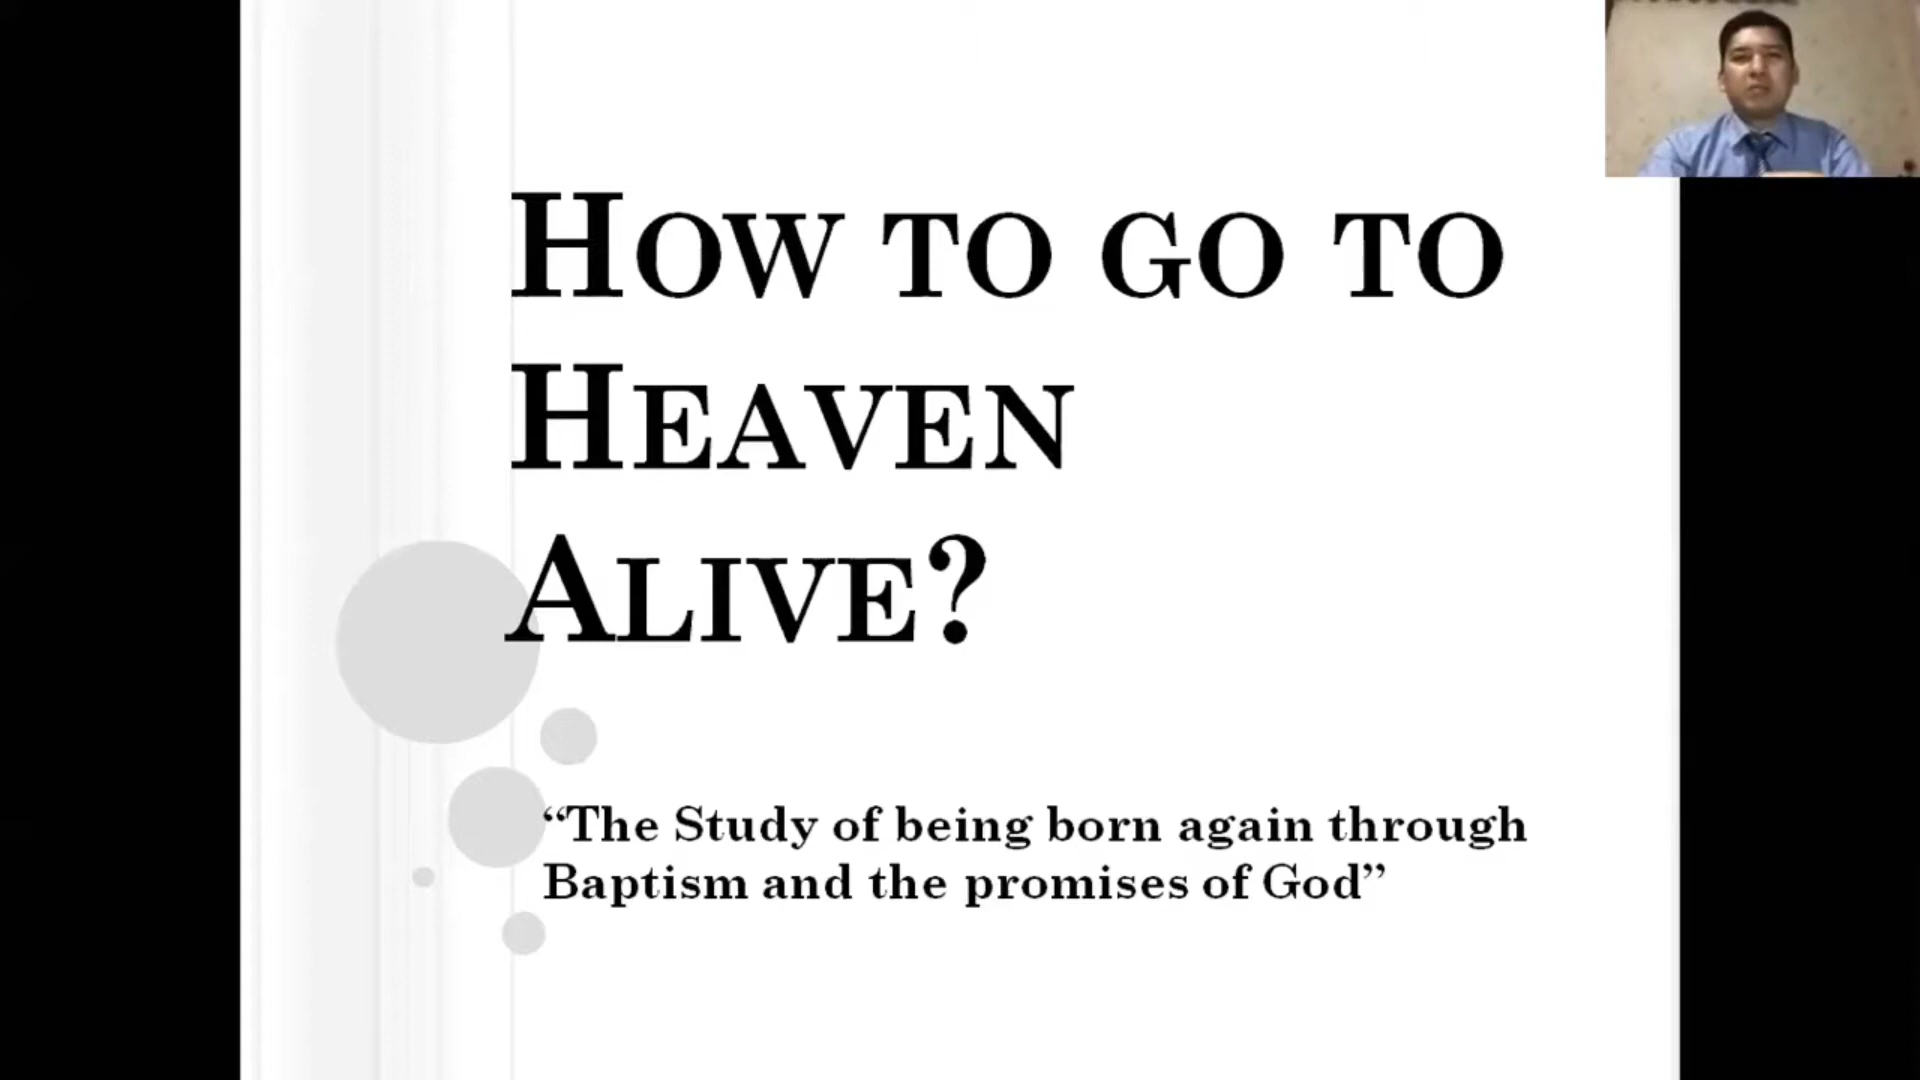 How to go to
Heaven
Alive?
“The Study of being born again through
Baptism and the promises of God”